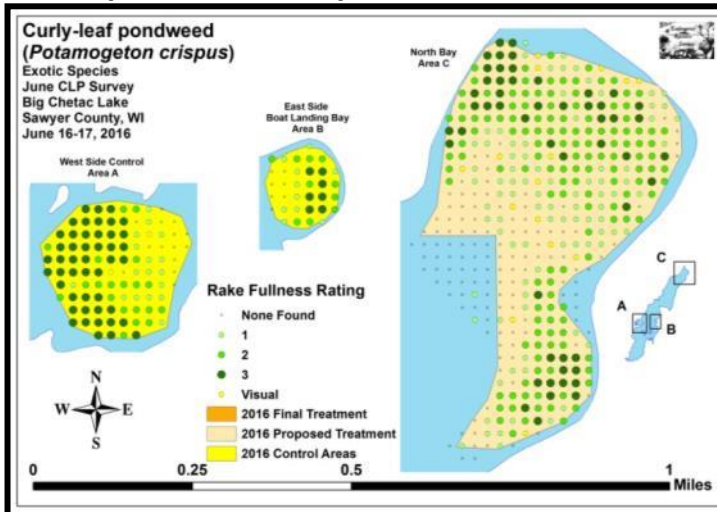 Curly-leaf pondweed
(Potamogeton crispus)
Exotic Species
June CLP Survey
Big Chetac Lake
Sawyer County, WI
June 16-17, 2016
North Bay
Area C
East Side
Boat Landing Bay
Area B
West Side Control
Area A
C
A
B
Rake Fullness Rating
None Found
1
2
3
Visual
2016 Final Treatment
2016 Proposed Treatment
2016 Control Areas
N
W E
S
0 0.25 0.5 1
Miles